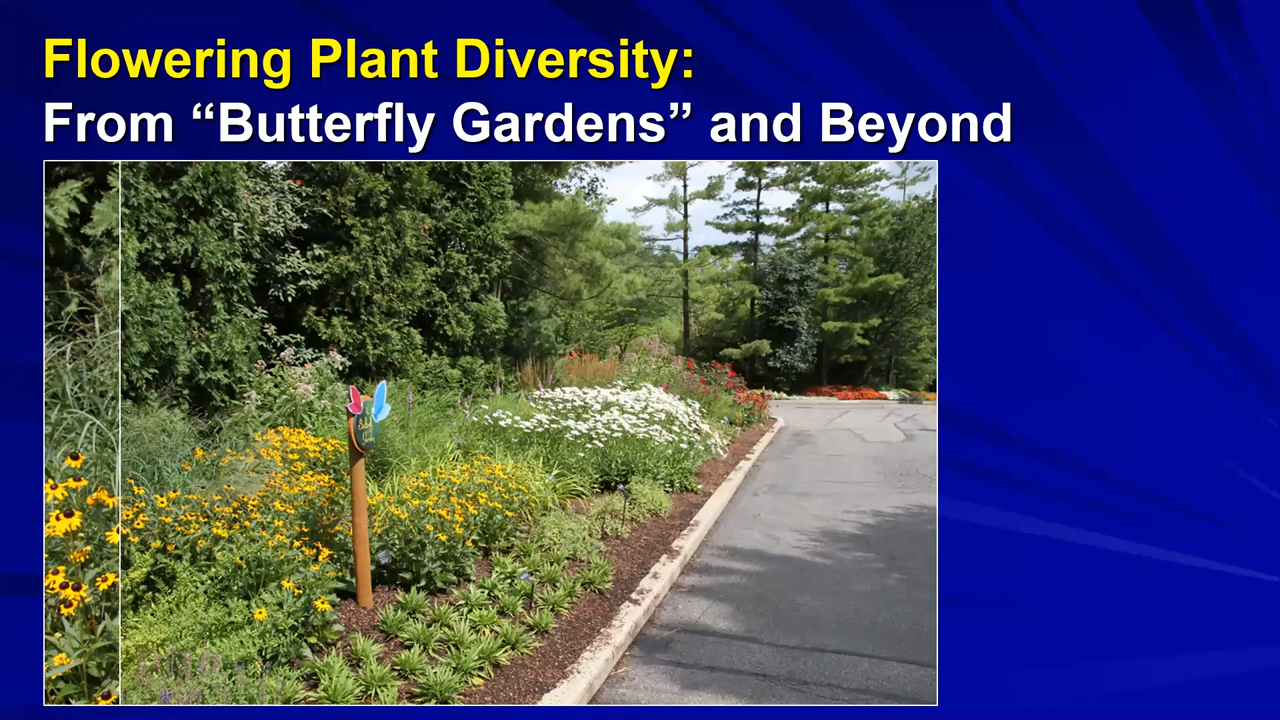 Flowering Plant Diversity:
From “Butterfly Gardens” and Beyond